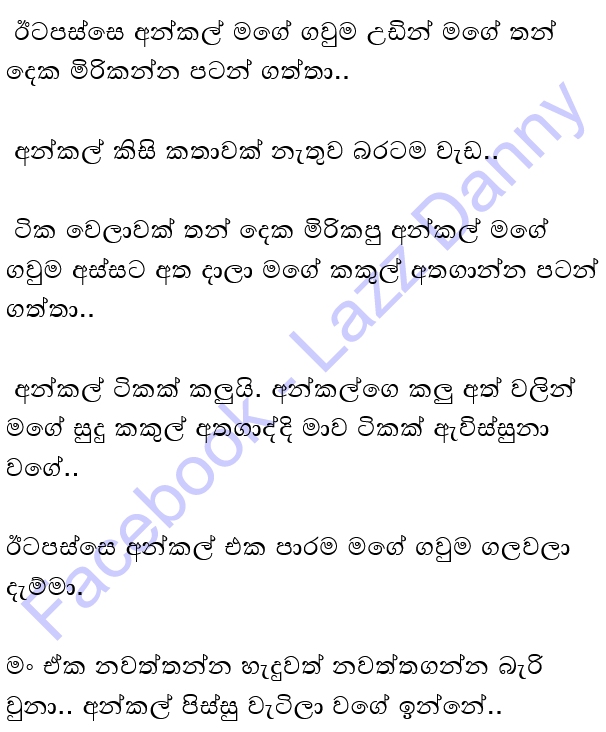 ඊටපස්සෙ අන්කල් මගේ ගවුම උඩින් මගේ තන්
දෙක මිරිකන්න පටන් ගත්තා..
අන්කල් කිසි කතාවක් නැතුව බරටම වැඩ..
ටික වෙලාවක් තන් දෙක මිරිකපු අන්කල් මගේ
ගවුම අස්සට අත දාලා මගේ කකුල් අතගාන්න පටන්
ගත්තා..
අන්කල් ටිකක් කලුයි. අන්කල්ගෙ කලු අත් වලින්
මගේ සුදු කකුල් අතගාද්දි මාව ටිකක් ඇවිස්සුනා
වගේ..
ඊටපස්සෙ අන්කල් එක පාරම මගේ ගවුම ගලවලා
දැම්මා.
මං ඒක නවත්තන්න හැදුවත් නවත්තගන්න බැරි
වුනා.. අන්කල් පිස්සු වැටිලා වගේ ඉන්නේ..
Facebook - Lazz Danny